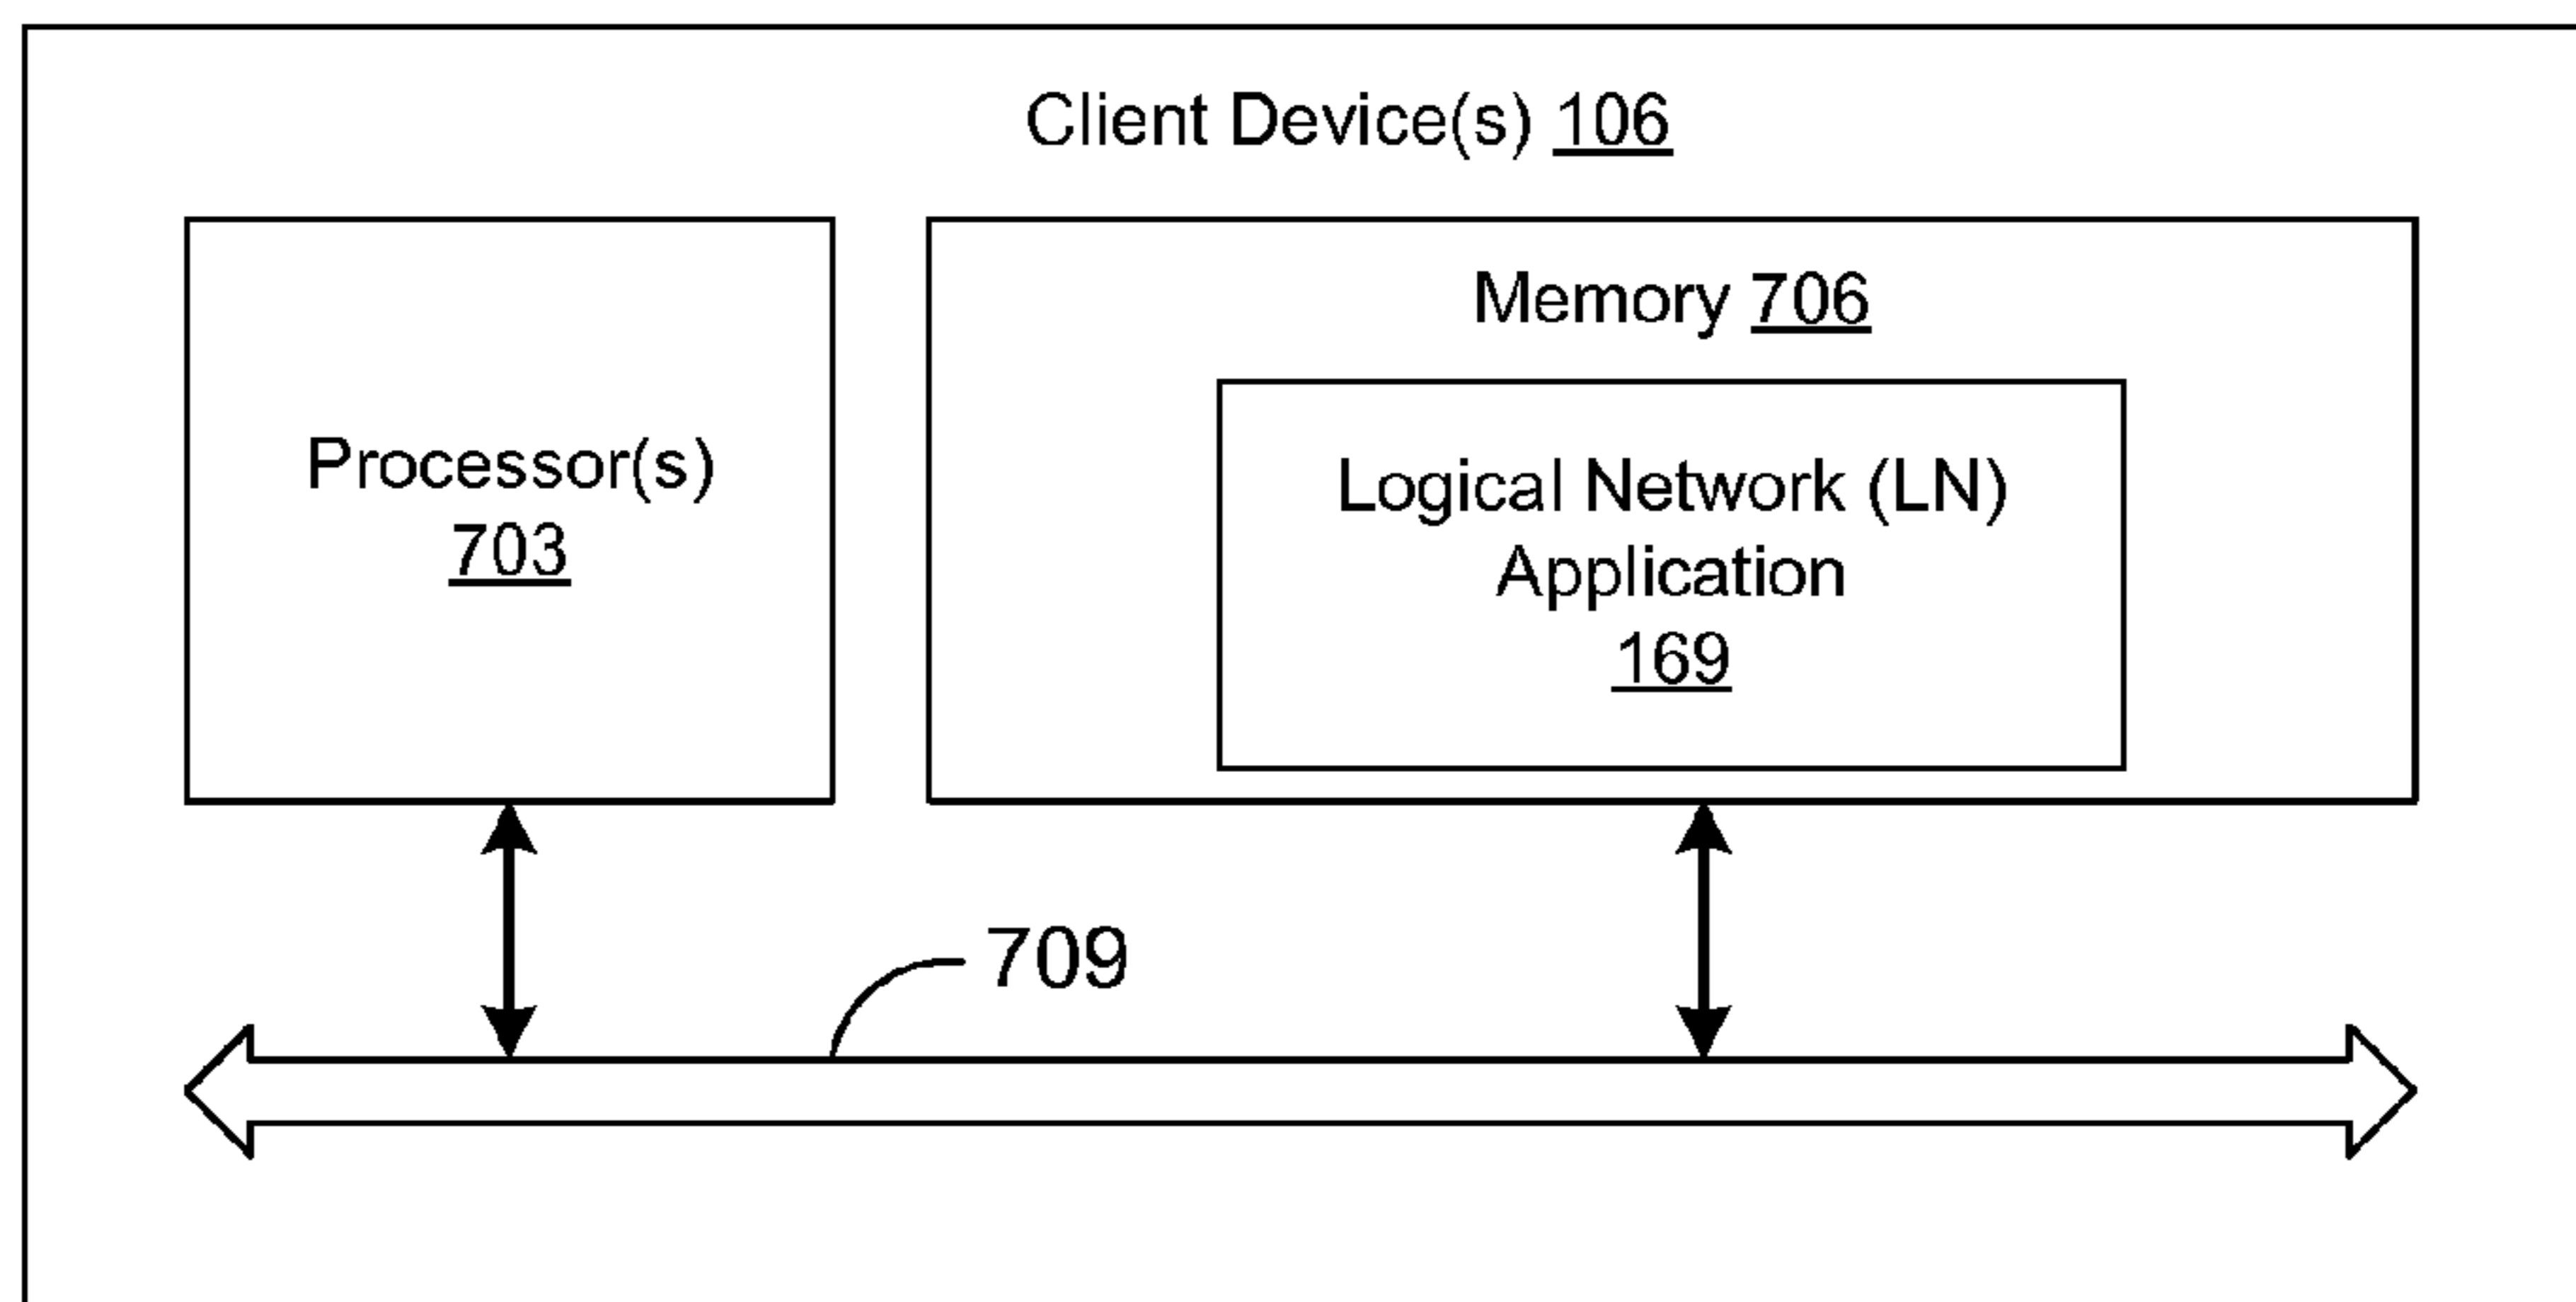 Client Device(s) 106
Processor(s)
703
Memory 706
Logical Network (LN)
Application
169
709